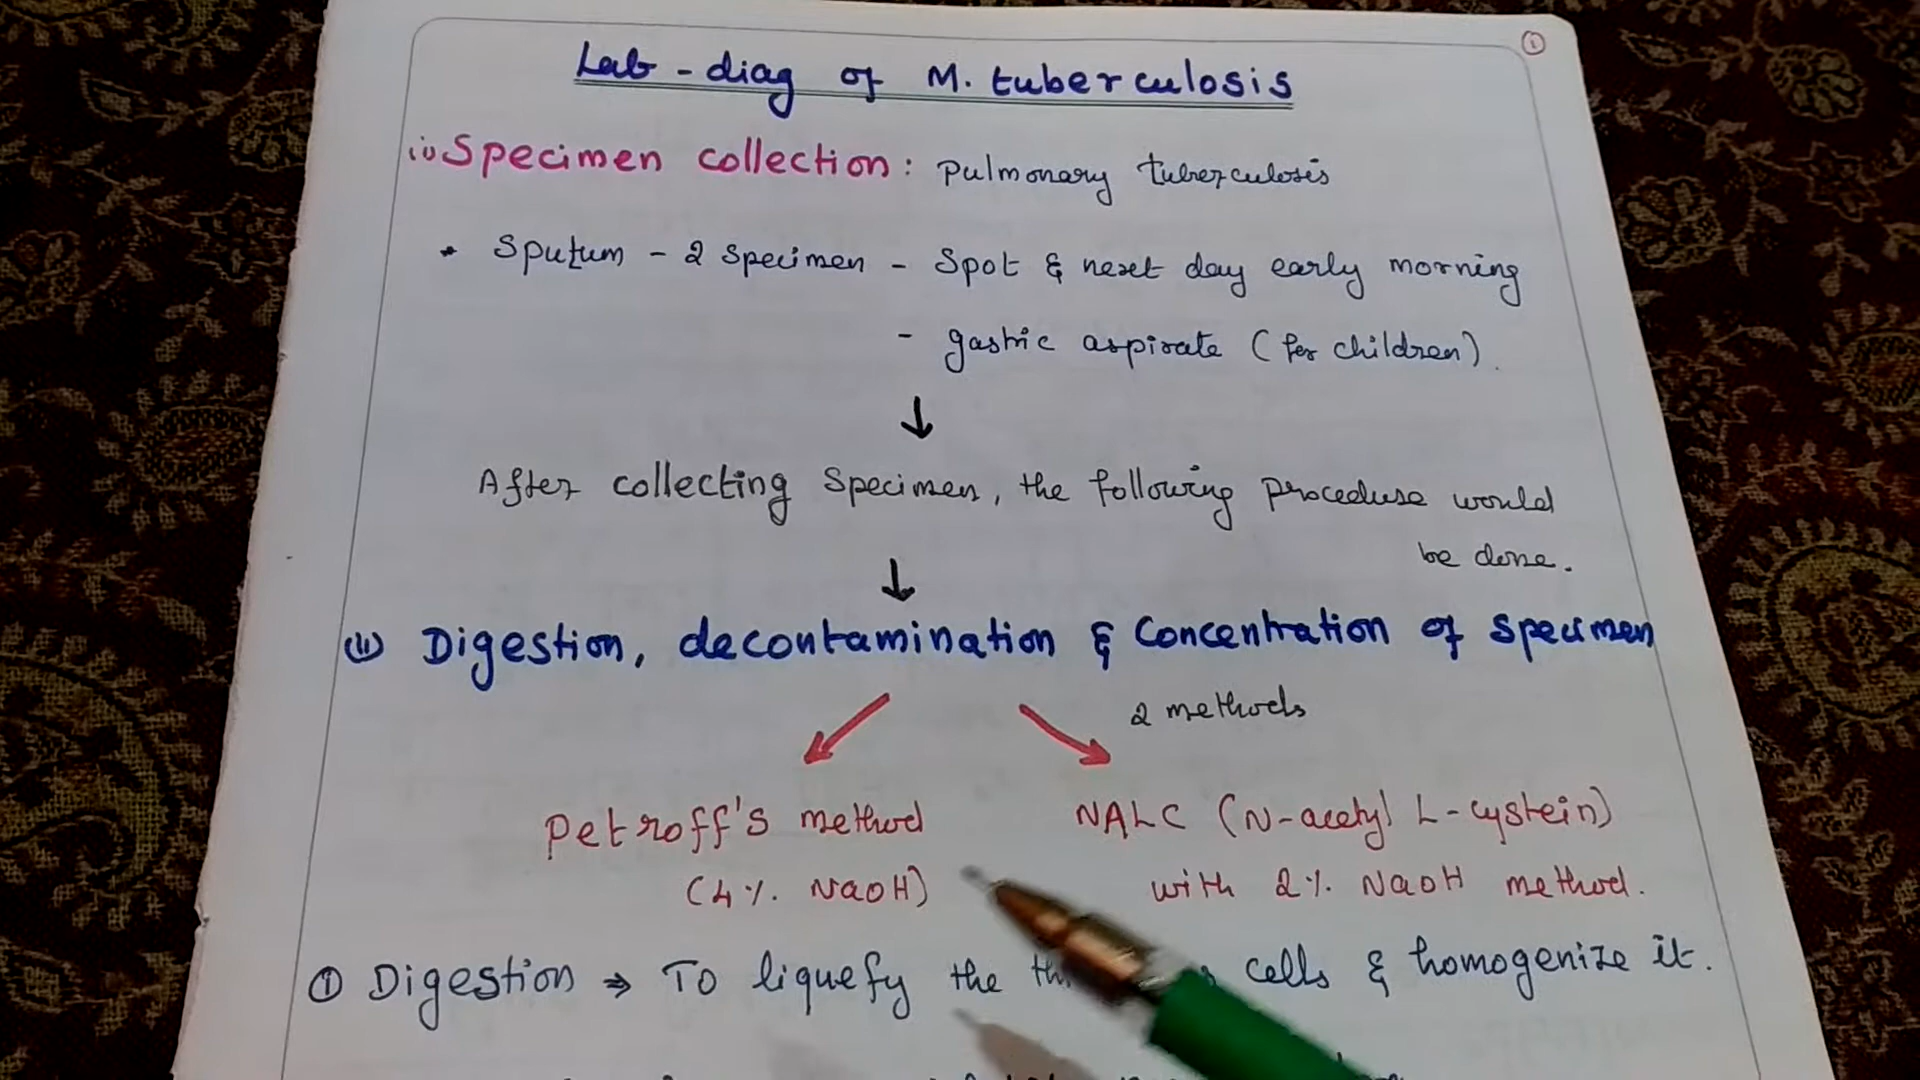 1
Lab-diag of M. tuberculosis
(i) Specimen collection: Pulmonary tuberculosis
* Sputum - 2 Specimen - Spot & next day early morning
- gastric aspirate (for children).
↓
After collecting Specimen, the following procedure would
be done.
↓
(ii) Digestion, decontamination & Concentration of specimen
2 methods
Petroff's method
(4% NaOH)
NALC (N-acetyl L-cystein)
with 2% NaOH method.
① Digestion ⇒ To liquefy the cells & homogenize it.